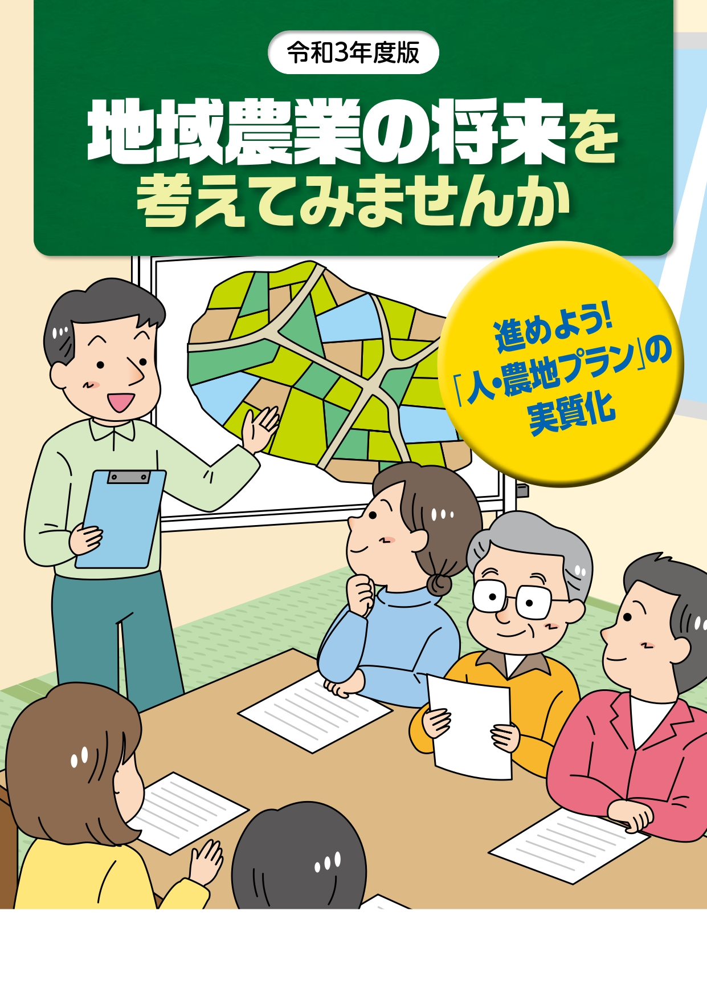 令和3年度版
地域農業の将来を
考えてみませんか
進めよう!
「人・農地プラン」の
実質化